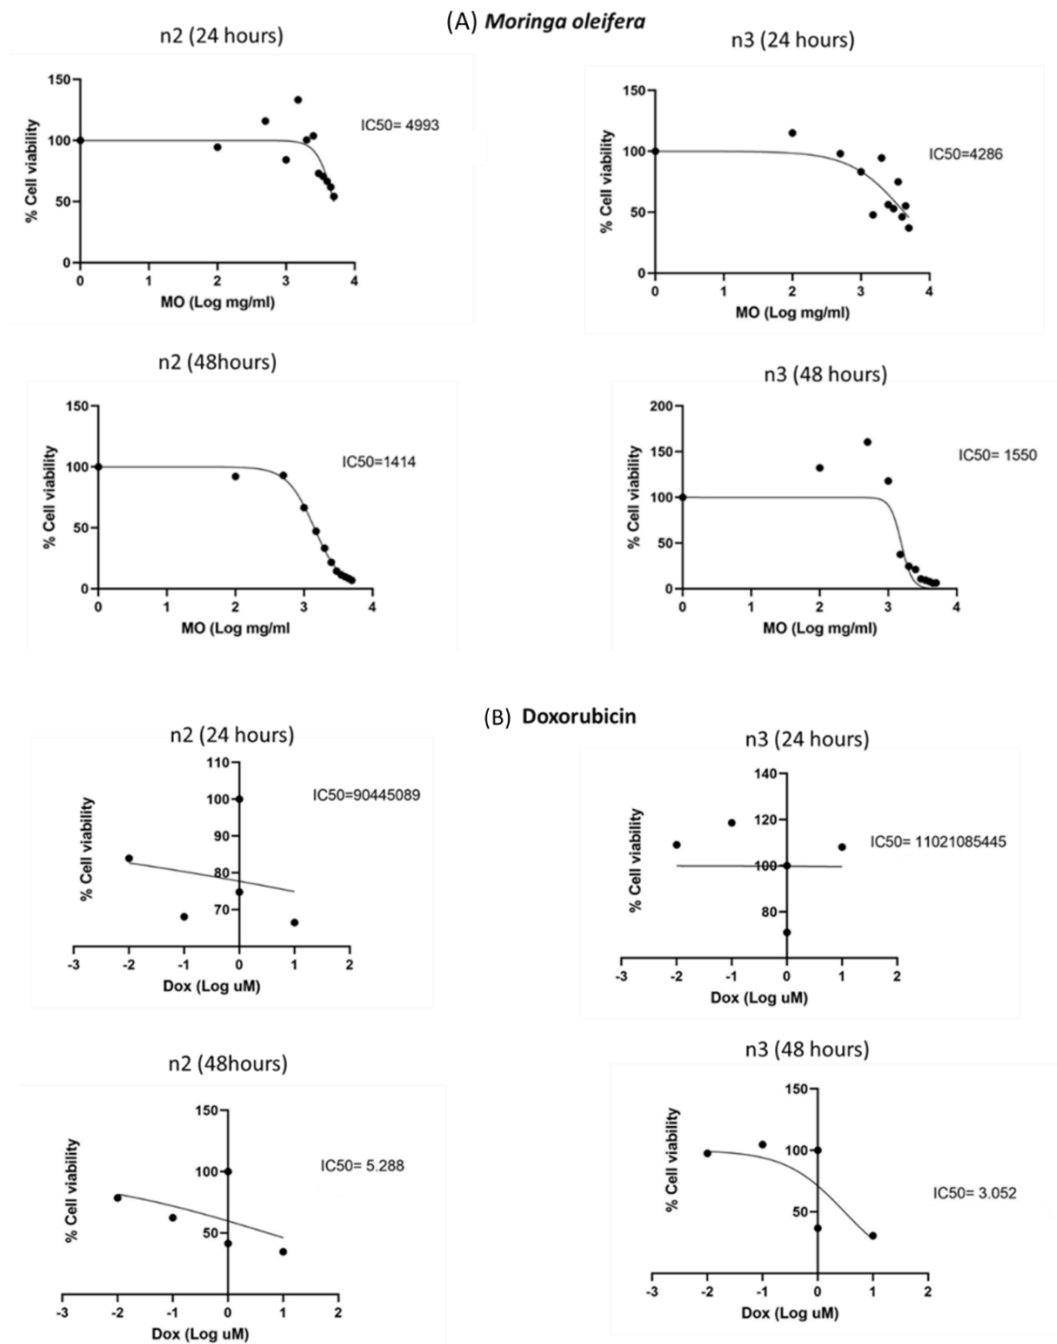 (A) Moringa oleifera
n2 (24 hours)
n3 (24 hours)
150
100
50
0
% Cell viability
IC50= 4993
0 1 2 3 4
MO (Log mg/ml)
150
100
50
0
% Cell viability
IC50=4286
0 1 2 3 4
MO (Log mg/ml)
n2 (48hours)
n3 (48 hours)
150
100
50
0
% Cell viability
IC50=1414
0 1 2 3 4
MO (Log mg/ml
200
150
100
50
0
% Cell viability
IC50= 1550
0 1 2 3 4
MO (Log mg/ml)
(B) Doxorubicin
n2 (24 hours)
n3 (24 hours)
110
100
90
80
70
% Cell viability
IC50=90445089
-3 -2 -1 0 1 2
Dox (Log uM)
140
120
100
80
% Cell viability
IC50= 11021085445
-3 -2 -1 0 1 2
Dox (Log uM)
n2 (48hours)
n3 (48 hours)
150
100
50
% Cell viability
IC50= 5.288
-3 -2 -1 0 1 2
Dox (Log uM)
150
100
50
% Cell viability
IC50= 3.052
-3 -2 -1 0 1 2
Dox (Log uM)